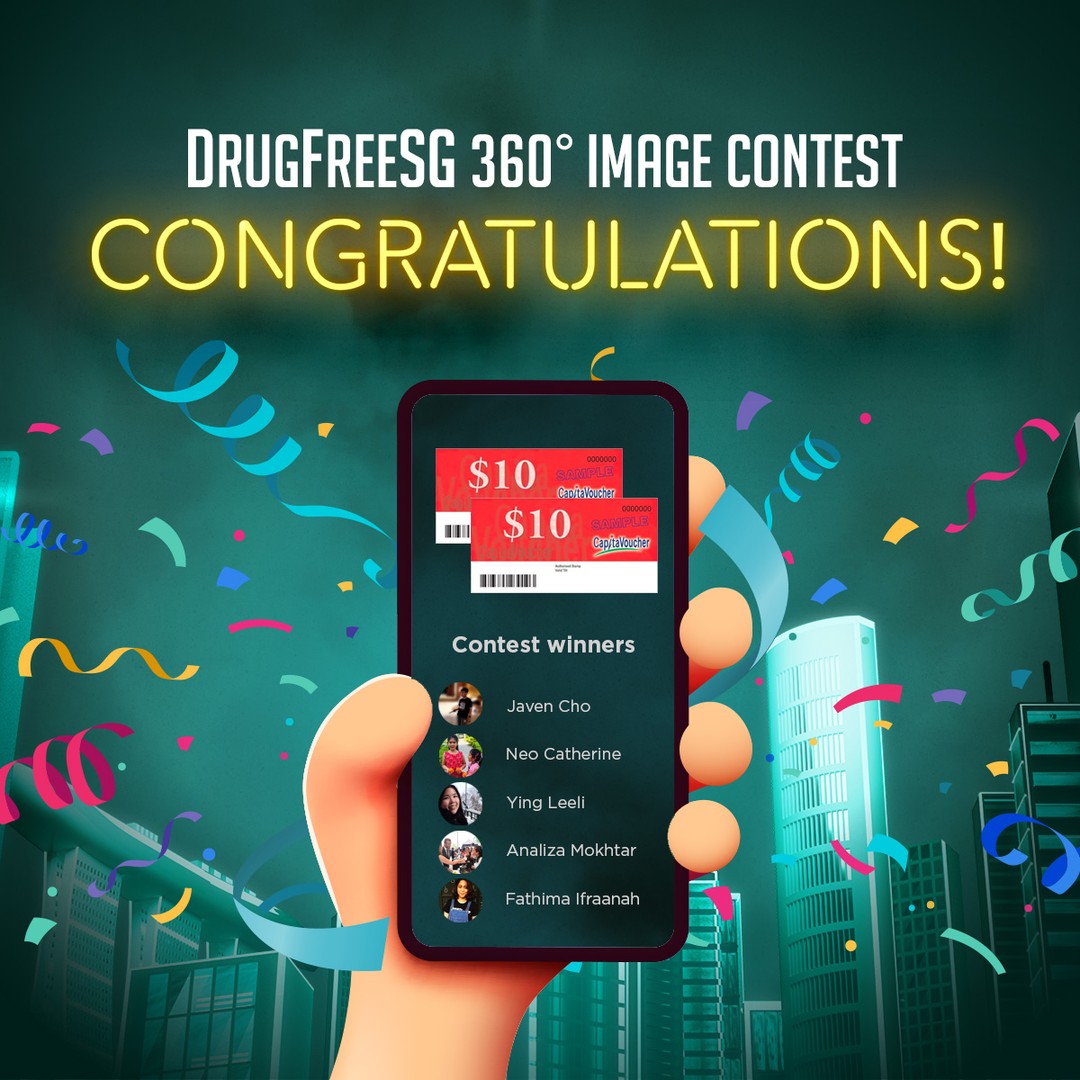 DRUGFREESG 360° IMAGE CONTEST
CONGRATULATIONS!
$10
0000000
SAMPLE
CapitaVoucher
$10
0000000
SAMPLE
CapitaVoucher
Contest winners
Javen Cho
Neo Catherine
Ying Leeli
Analiza Mokhtar
Fathima Ifraanah